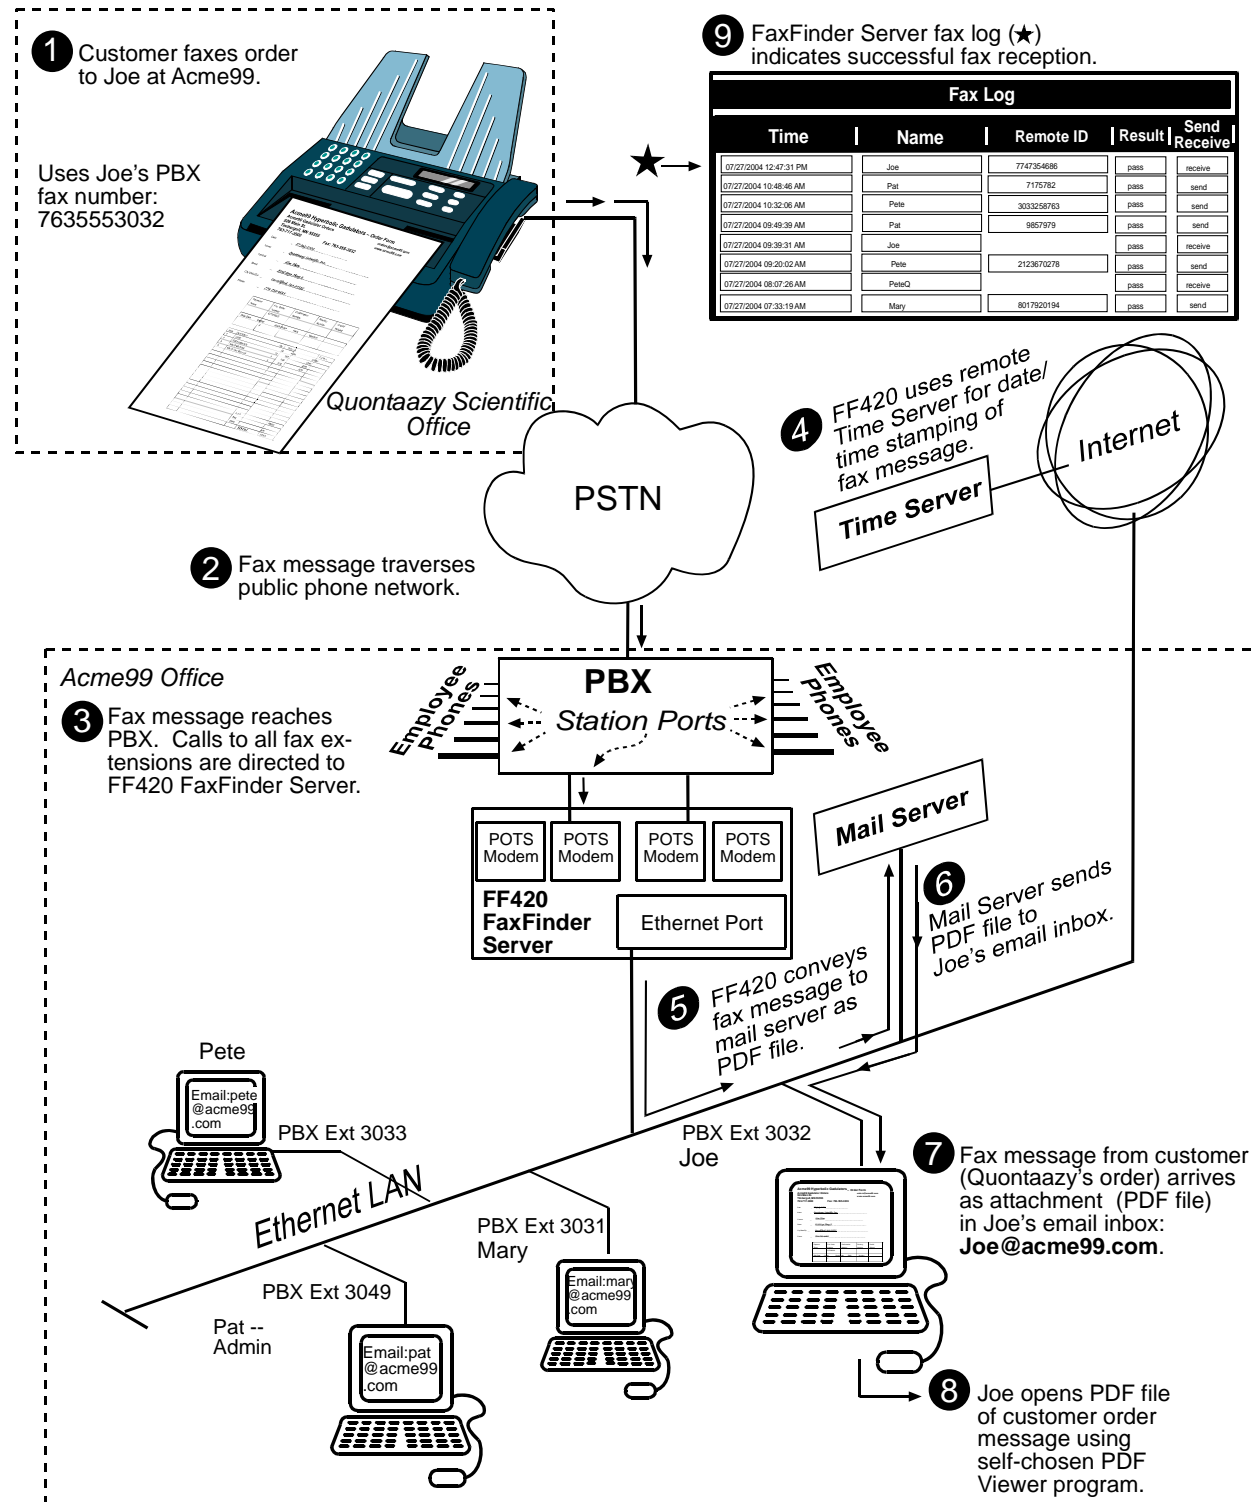 1 Customer faxes order
to Joe at Acme99.
Uses Joe's PBX
fax number:
7635553032
Acme99 Hyperbolic Gadulators -- Order Form
Quontaazy Scientific
Office
9 FaxFinder Server fax log (★)
indicates successful fax reception.
Fax Log
Time Name Remote ID Result Send Receive
07/27/2004 12:47:31 PM Joe 7747354686 pass receive
07/27/2004 10:48:46 AM Pat 7175782 pass send
07/27/2004 10:32:06 AM Pete 3033258763 pass send
07/27/2004 09:49:39 AM Pat 9857979 pass send
07/27/2004 09:39:31 AM Joe pass receive
07/27/2004 09:20:02 AM Pete 2123670278 pass send
07/27/2004 08:07:26 AM PeteQ pass receive
07/27/2004 07:33:19 AM Mary 8017920194 pass send
4 FF420 uses remote
Time Server for date/
time stamping of
fax message.
Internet
Time Server
PSTN
2 Fax message traverses
public phone network.
Acme99 Office
3 Fax message reaches
PBX. Calls to all fax ex-
tensions are directed to
FF420 FaxFinder Server.
Employee
Phones
PBX
Station Ports
Employee
Phones
POTS
Modem
POTS
Modem
POTS
Modem
POTS
Modem
FF420
FaxFinder
Server
Ethernet Port
Mail Server
6 Mail Server sends
PDF file to
Joe's email inbox.
5 FF420 conveys
fax message to
mail server as
PDF file.
Pete
Email:pete
@acme99
.com
PBX Ext 3033
Ethernet LAN
PBX Ext 3032
Joe
PBX Ext 3031
Mary
Email:mary
@acme99
.com
PBX Ext 3049
Pat --
Admin
Email:pat
@acme99
.com
7 Fax message from customer
(Quontaazy's order) arrives
as attachment (PDF file)
in Joe's email inbox:
Joe@acme99.com.
8 Joe opens PDF file
of customer order
message using
self-chosen PDF
Viewer program.